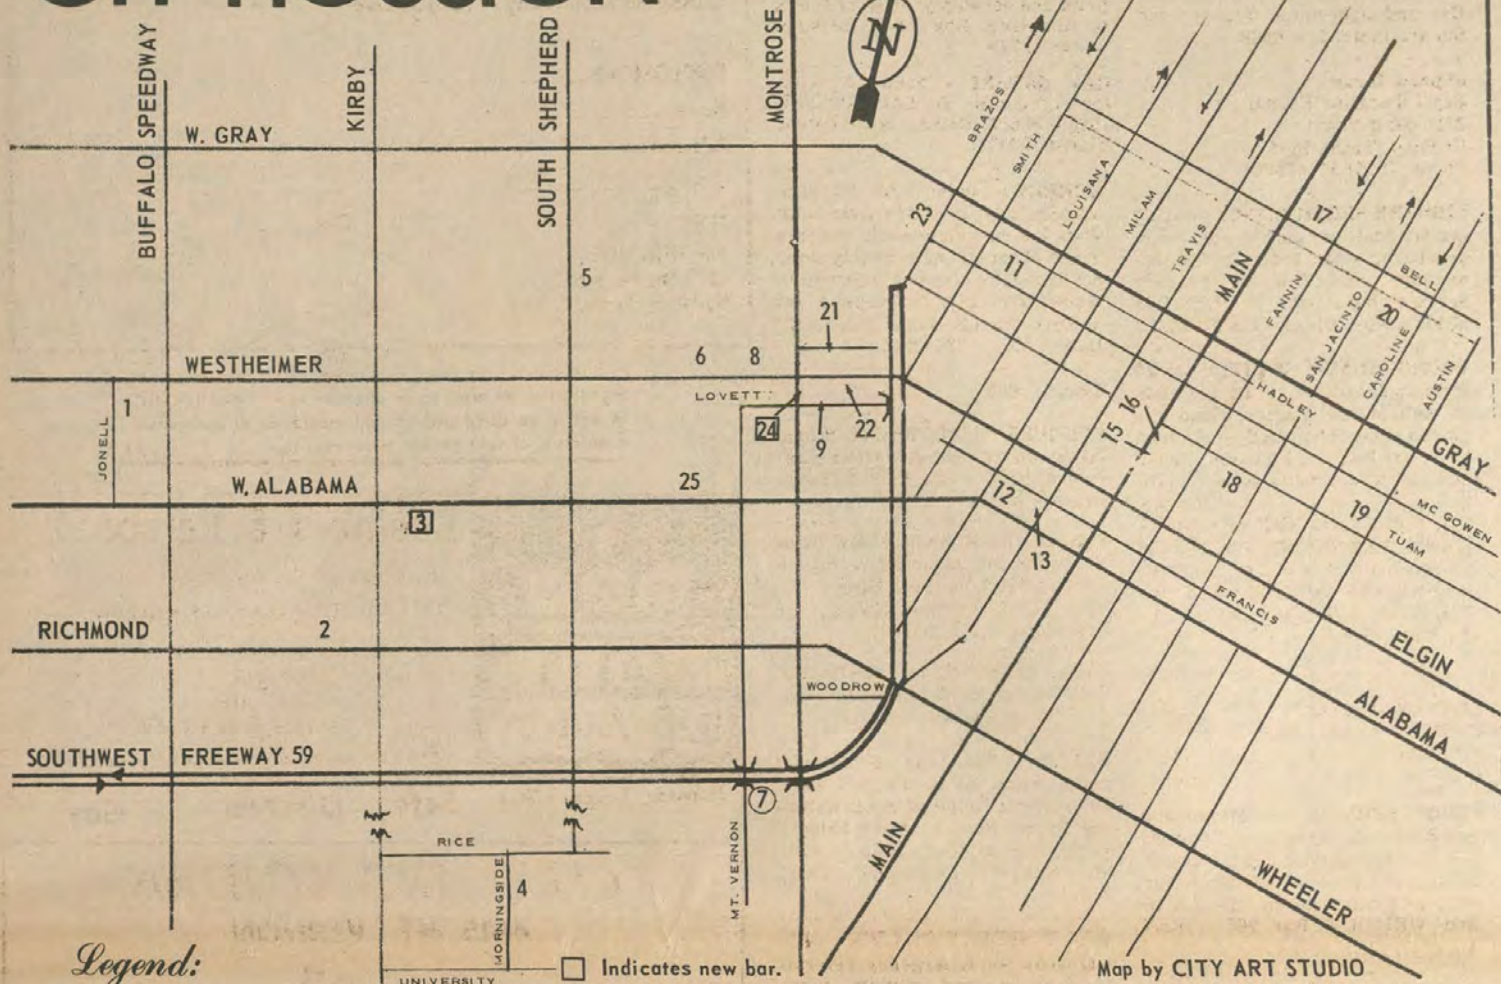 BUFFALO SPEEDWAY
KIRBY
SOUTH SHEPHERD
MONTROSE
N
W. GRAY
BRAZOS
SMITH
LOUISANA
MILAM
TRAVIS
MAIN
FANNIN
SAN JACINTO
CAROLINE
AUSTIN
BELL
17
20
23
11
5
21
WESTHEIMER
6
8
LOVETT
24
9
22
HADLEY
GRAY
1
JONELL
16
15
W. ALABAMA
25
3
12
13
18
19
MC GOWEN
TUAM
FRANCIS
ELGIN
RICHMOND
2
WOODROW
ALABAMA
SOUTHWEST FREEWAY 59
7
MAIN
WHEELER
RICE
MORNINGSIDE
4
MT. VERNON
UNIVERSITY
Legend:
Indicates new bar.
Map by CITY ART STUDIO